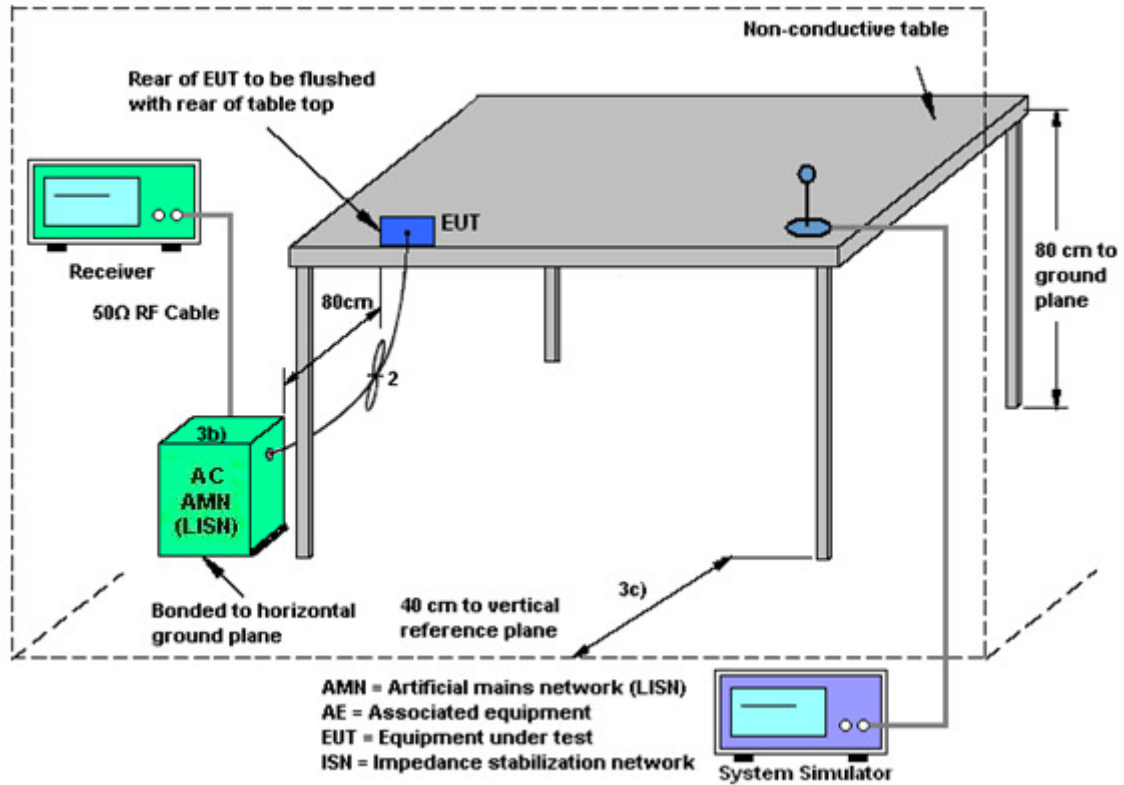 Non-conductive table
Rear of EUT to be flushed
with rear of table top
EUT
Receiver
80cm
80 cm to
ground
plane
50Ω RF Cable
2
3b)
AC
AMN
(LISN)
3c)
Bonded to horizontal
ground plane
40 cm to vertical
reference plane
AMN = Artificial mains network (LISN)
AE = Associated equipment
EUT = Equipment under test
ISN = Impedance stabilization network
System Simulator